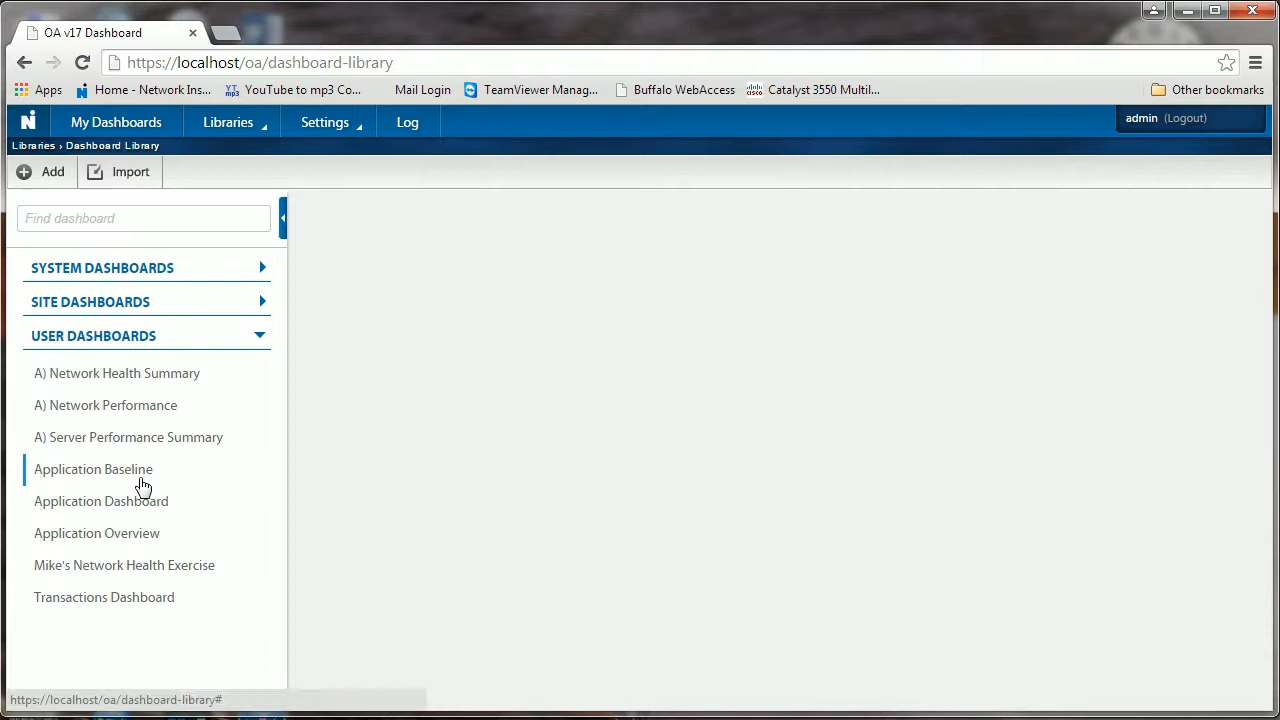 OA v17 Dashboard
https://localhost/oa/dashboard-library
Apps Home - Network Ins... YT mp3 YouTube to mp3 Co... Mail Login TeamViewer Manag... Buffalo WebAccess cisco Catalyst 3550 Multil... Other bookmarks
My Dashboards Libraries Settings Log admin (Logout)
Libraries › Dashboard Library
Add Import
Find dashboard
SYSTEM DASHBOARDS
SITE DASHBOARDS
USER DASHBOARDS
A) Network Health Summary
A) Network Performance
A) Server Performance Summary
Application Baseline
Application Dashboard
Application Overview
Mike's Network Health Exercise
Transactions Dashboard
https://localhost/oa/dashboard-library#